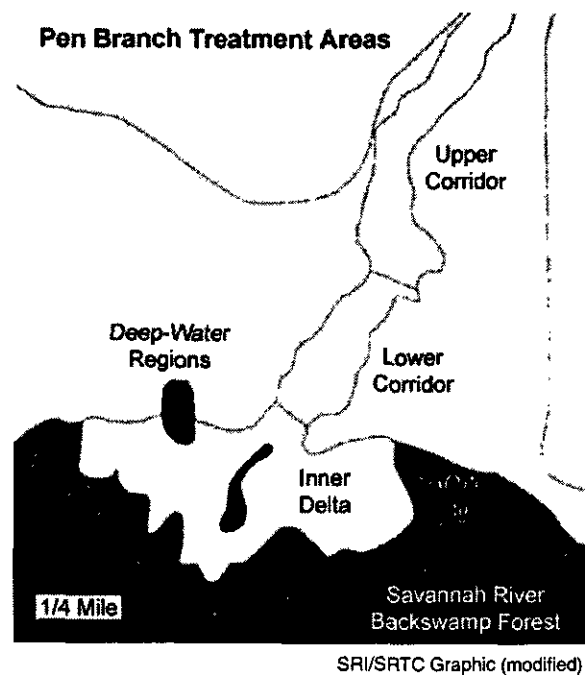 Pen Branch Treatment Areas
Upper
Corridor
Deep-Water
Regions
Lower
Corridor
Inner
Delta
1/4 Mile
Savannah River
Backswamp Forest
SRI/SRTC Graphic (modified)